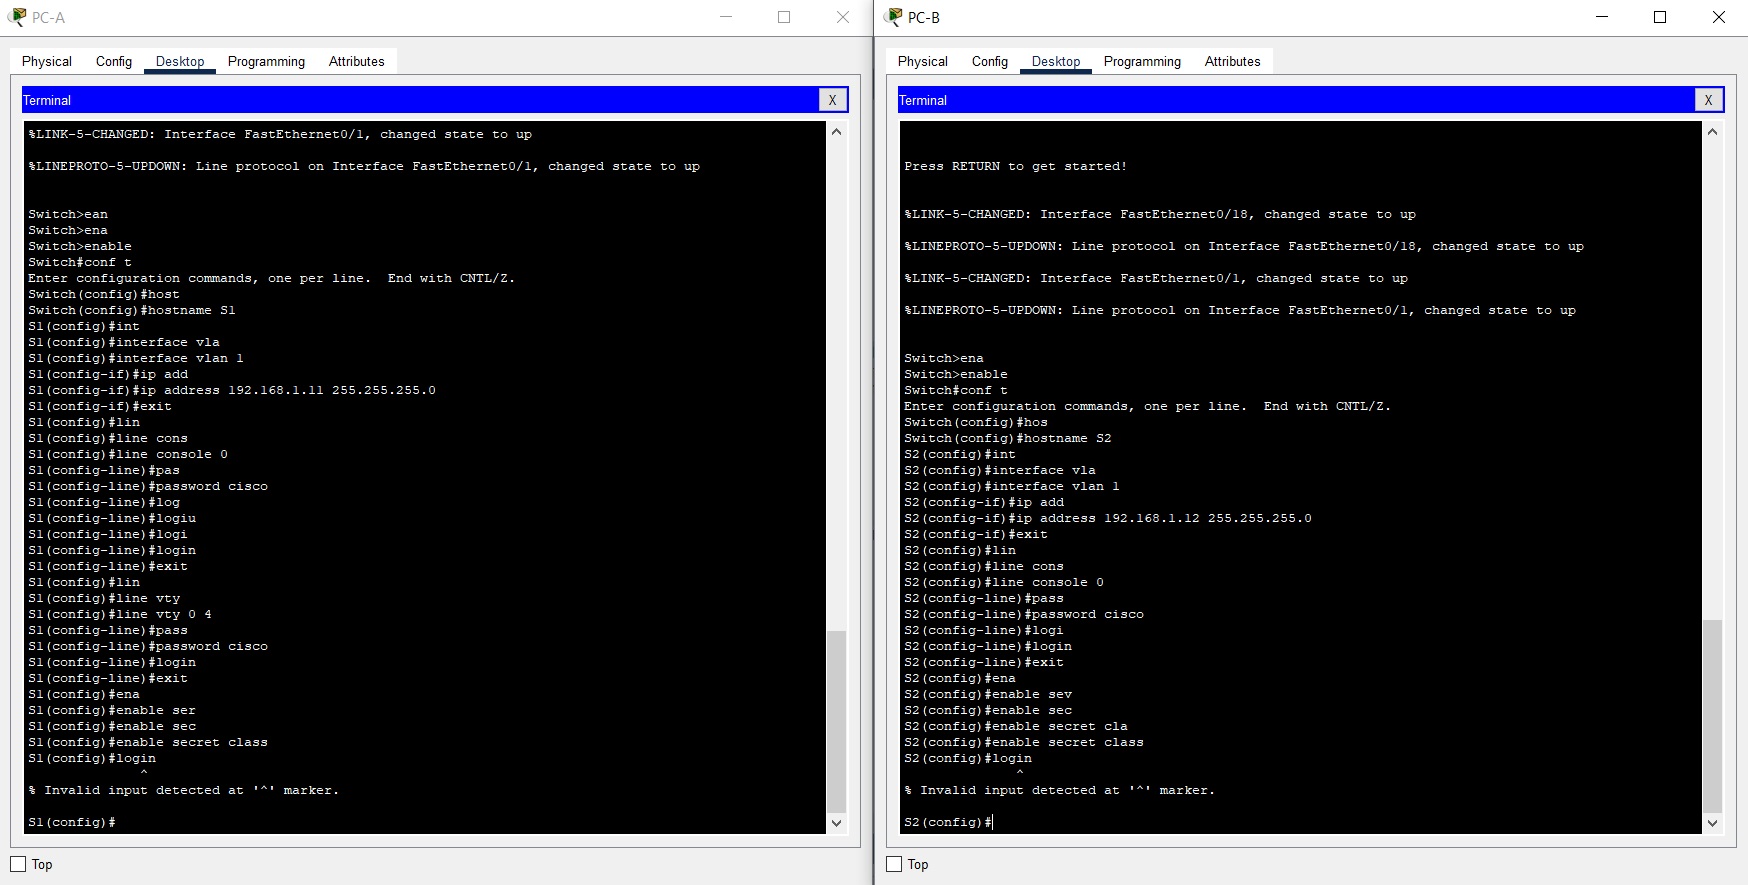 PC-A
Physical Config Desktop Programming Attributes
Terminal X
%LINK-5-CHANGED: Interface FastEthernet0/1, changed state to up
%LINEPROTO-5-UPDOWN: Line protocol on Interface FastEthernet0/1, changed state to up
Switch>ean
Switch>ena
Switch>enable
Switch#conf t
Enter configuration commands, one per line.  End with CNTL/Z.
Switch(config)#host
Switch(config)#hostname S1
S1(config)#int
S1(config)#interface vla
S1(config)#interface vlan 1
S1(config-if)#ip add
S1(config-if)#ip address 192.168.1.11 255.255.255.0
S1(config-if)#exit
S1(config)#lin
S1(config)#line cons
S1(config)#line console 0
S1(config-line)#pas
S1(config-line)#password cisco
S1(config-line)#log
S1(config-line)#logiu
S1(config-line)#logi
S1(config-line)#login
S1(config-line)#exit
S1(config)#lin
S1(config)#line vty
S1(config)#line vty 0 4
S1(config-line)#pass
S1(config-line)#password cisco
S1(config-line)#login
S1(config-line)#exit
S1(config)#ena
S1(config)#enable ser
S1(config)#enable sec
S1(config)#enable secret class
S1(config)#login
^
% Invalid input detected at '^' marker.
S1(config)#
Top
PC-B
Physical Config Desktop Programming Attributes
Terminal X
Press RETURN to get started!
%LINK-5-CHANGED: Interface FastEthernet0/18, changed state to up
%LINEPROTO-5-UPDOWN: Line protocol on Interface FastEthernet0/18, changed state to up
%LINK-5-CHANGED: Interface FastEthernet0/1, changed state to up
%LINEPROTO-5-UPDOWN: Line protocol on Interface FastEthernet0/1, changed state to up
Switch>ena
Switch>enable
Switch#conf t
Enter configuration commands, one per line.  End with CNTL/Z.
Switch(config)#hos
Switch(config)#hostname S2
S2(config)#int
S2(config)#interface vla
S2(config)#interface vlan 1
S2(config-if)#ip add
S2(config-if)#ip address 192.168.1.12 255.255.255.0
S2(config-if)#exit
S2(config)#lin
S2(config)#line cons
S2(config)#line console 0
S2(config-line)#pass
S2(config-line)#password cisco
S2(config-line)#logi
S2(config-line)#login
S2(config-line)#exit
S2(config)#ena
S2(config)#enable sev
S2(config)#enable sec
S2(config)#enable secret cla
S2(config)#enable secret class
S2(config)#login
^
% Invalid input detected at '^' marker.
S2(config)#
Top